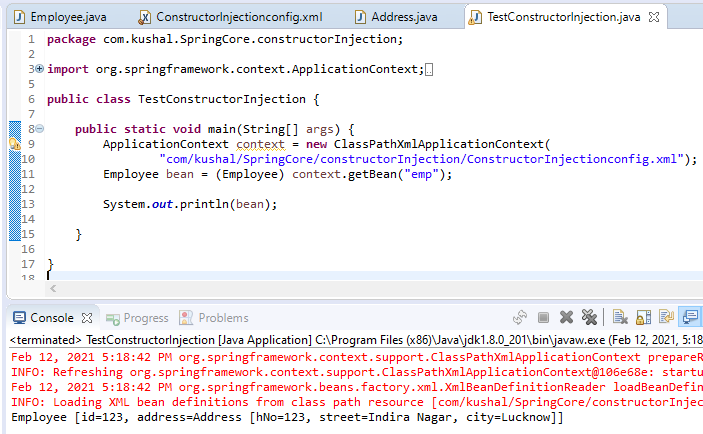 Employee.java ConstructorInjectionconfig.xml Address.java TestConstructorInjection.java
1 package com.kushal.SpringCore.constructorInjection;
2
3 import org.springframework.context.ApplicationContext;
5
6 public class TestConstructorInjection {
7
8 public static void main(String[] args) {
9 ApplicationContext context = new ClassPathXmlApplicationContext(
10 "com/kushal/SpringCore/constructorInjection/ConstructorInjectionconfig.xml");
11 Employee bean = (Employee) context.getBean("emp");
12
13 System.out.println(bean);
14
15 }
16
17 }
18
Console Progress Problems
<terminated> TestConstructorInjection [Java Application] C:\Program Files (x86)\Java\jdk1.8.0_201\bin\javaw.exe (Feb 12, 2021, 5:18
Feb 12, 2021 5:18:42 PM org.springframework.context.support.ClassPathXmlApplicationContext prepareR
INFO: Refreshing org.springframework.context.support.ClassPathXmlApplicationContext@106e68e: startu
Feb 12, 2021 5:18:42 PM org.springframework.beans.factory.xml.XmlBeanDefinitionReader loadBeanDefin
INFO: Loading XML bean definitions from class path resource [com/kushal/SpringCore/constructorInjec
Employee [id=123, address=Address [hNo=123, street=Indira Nagar, city=Lucknow]]